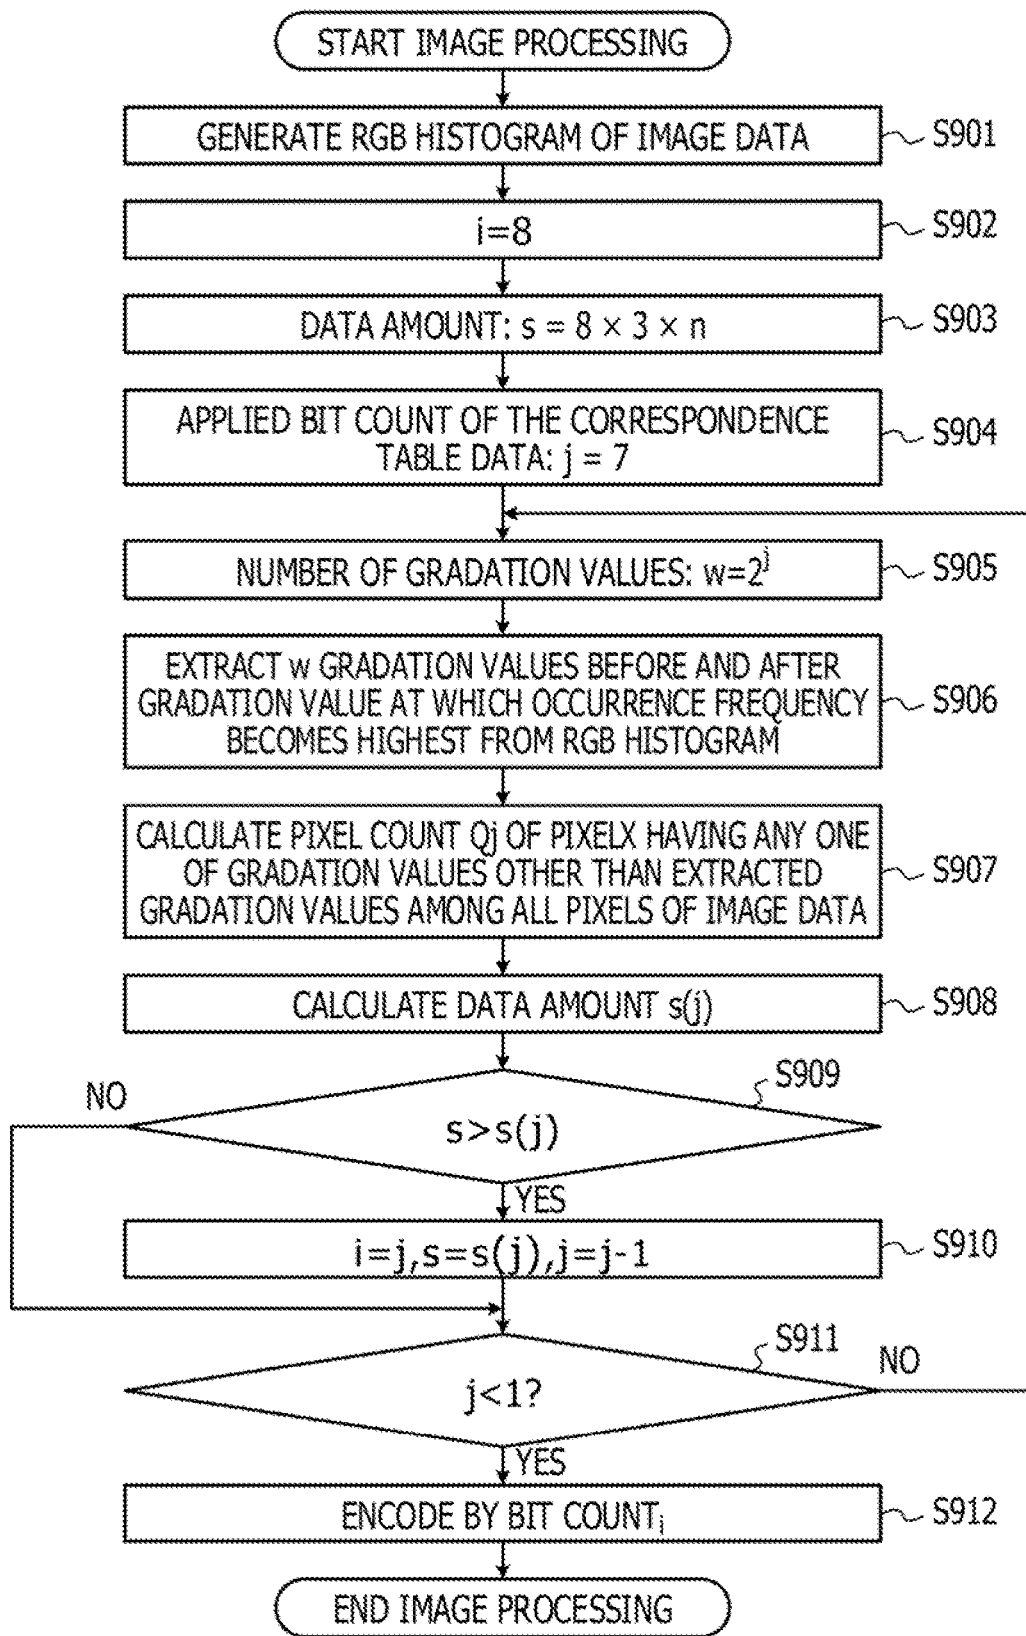 START IMAGE PROCESSING
GENERATE RGB HISTOGRAM OF IMAGE DATA
S901
i=8
S902
DATA AMOUNT: s = 8 × 3 × n
S903
APPLIED BIT COUNT OF THE CORRESPONDENCE
TABLE DATA: j = 7
S904
NUMBER OF GRADATION VALUES: w=2^j
S905
EXTRACT w GRADATION VALUES BEFORE AND AFTER
GRADATION VALUE AT WHICH OCCURRENCE FREQUENCY
BECOMES HIGHEST FROM RGB HISTOGRAM
S906
CALCULATE PIXEL COUNT Qj OF PIXELX HAVING ANY ONE
OF GRADATION VALUES OTHER THAN EXTRACTED
GRADATION VALUES AMONG ALL PIXELS OF IMAGE DATA
S907
CALCULATE DATA AMOUNT s(j)
S908
S909
NO
s>s(j)
YES
i=j,s=s(j),j=j-1
S910
S911
NO
j<1?
YES
ENCODE BY BIT COUNTi
S912
END IMAGE PROCESSING